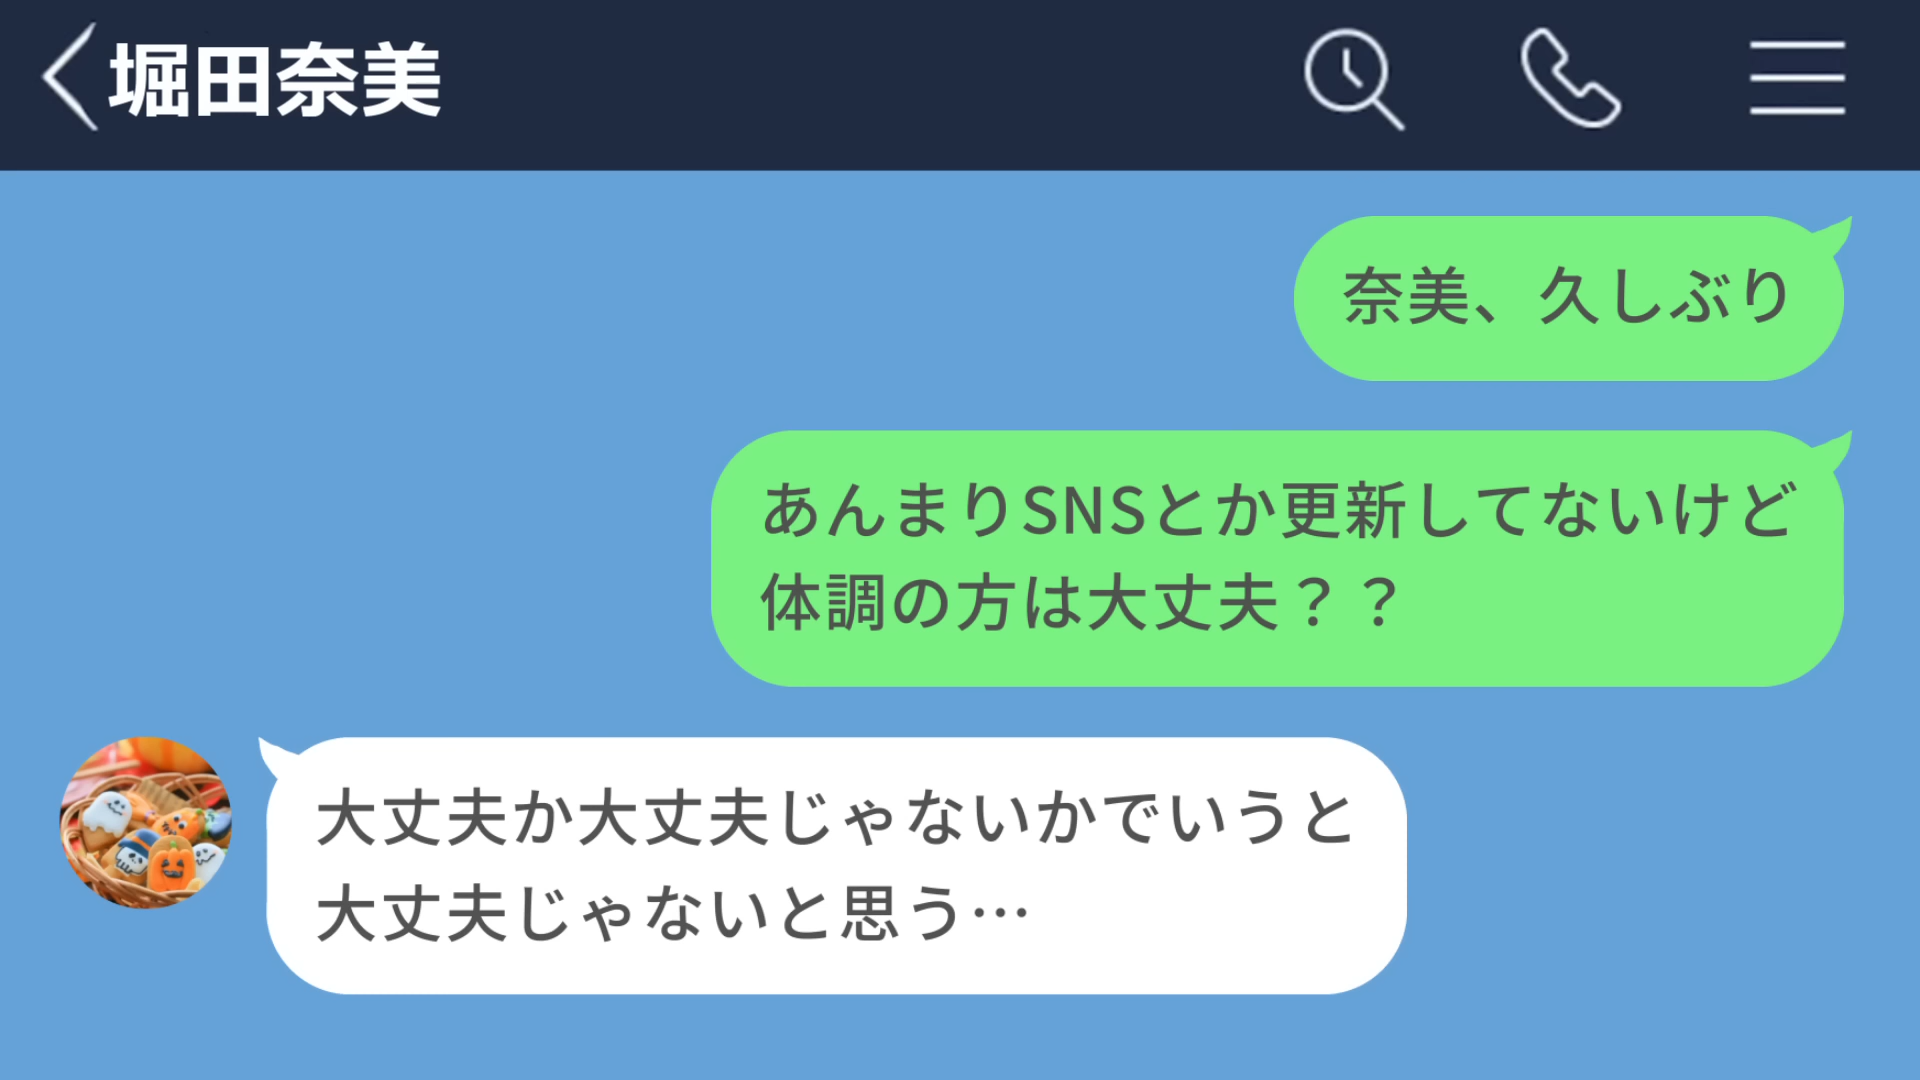 堀田奈美
奈美、久しぶり
あんまりSNSとか更新してないけど
体調の方は大丈夫？？
大丈夫か大丈夫じゃないかでいうと
大丈夫じゃないと思う…